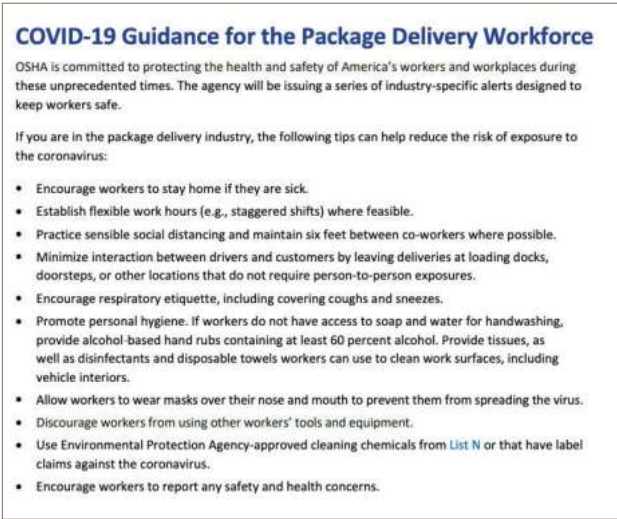 COVID-19 Guidance for the Package Delivery Workforce
OSHA is committed to protecting the health and safety of America's workers and workplaces during
these unprecedented times. The agency will be issuing a series of industry-specific alerts designed to
keep workers safe.
If you are in the package delivery industry, the following tips can help reduce the risk of exposure to
the coronavirus:
• Encourage workers to stay home if they are sick.
• Establish flexible work hours (e.g., staggered shifts) where feasible.
• Practice sensible social distancing and maintain six feet between co-workers where possible.
• Minimize interaction between drivers and customers by leaving deliveries at loading docks,
doorsteps, or other locations that do not require person-to-person exposures.
• Encourage respiratory etiquette, including covering coughs and sneezes.
• Promote personal hygiene. If workers do not have access to soap and water for handwashing,
provide alcohol-based hand rubs containing at least 60 percent alcohol. Provide tissues, as
well as disinfectants and disposable towels workers can use to clean work surfaces, including
vehicle interiors.
• Allow workers to wear masks over their nose and mouth to prevent them from spreading the virus.
• Discourage workers from using other workers' tools and equipment.
• Use Environmental Protection Agency-approved cleaning chemicals from List N or that have label
claims against the coronavirus.
• Encourage workers to report any safety and health concerns.